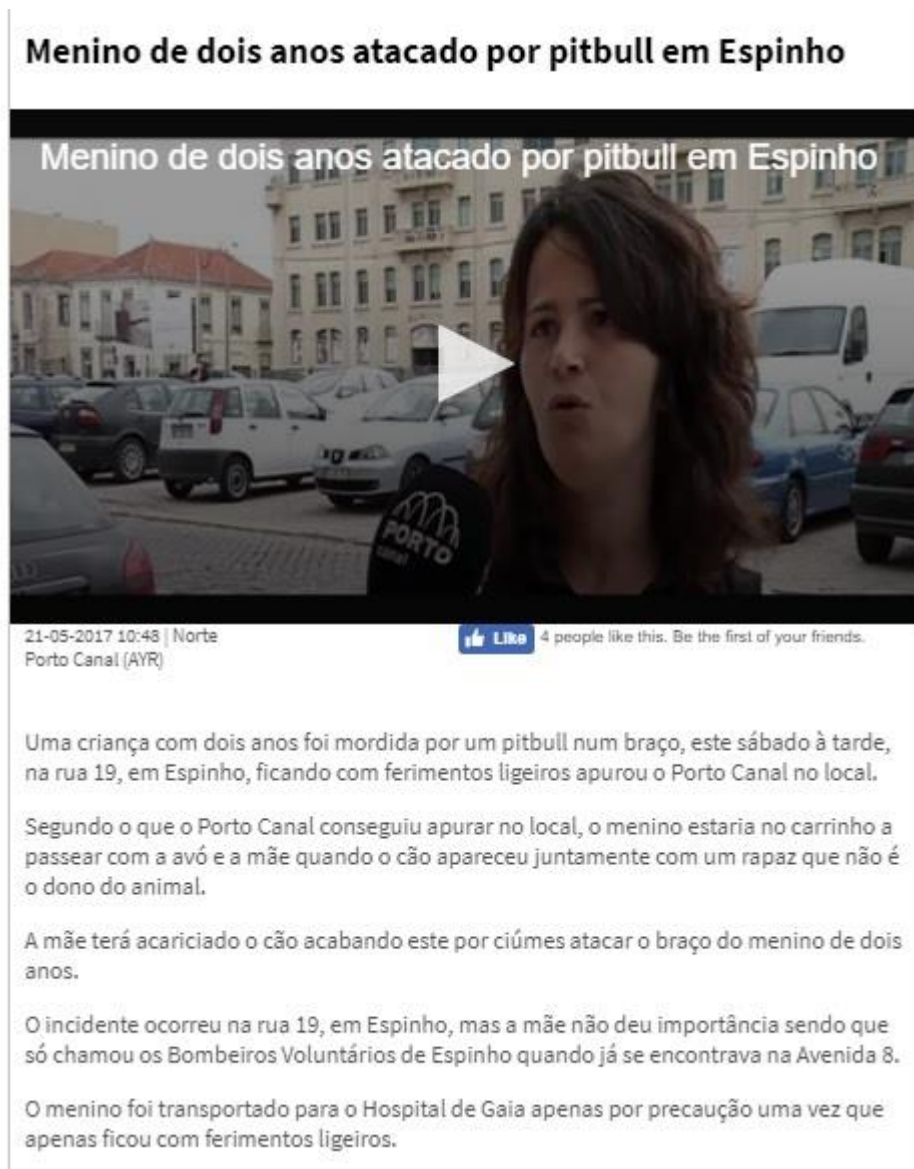 Menino de dois anos atacado por pitbull em Espinho
Menino de dois anos atacado por pitbull em Espinho
PORTO
canal
21-05-2017 10:48 | Norte
Porto Canal (AYR)
Like 4 people like this. Be the first of your friends.
Uma criança com dois anos foi mordida por um pitbull num braço, este sábado à tarde,
na rua 19, em Espinho, ficando com ferimentos ligeiros apurou o Porto Canal no local.
Segundo o que o Porto Canal conseguiu apurar no local, o menino estaria no carrinho a
passear com a avó e a mãe quando o cão apareceu juntamente com um rapaz que não é
o dono do animal.
A mãe terá acariciado o cão acabando este por ciúmes atacar o braço do menino de dois
anos.
O incidente ocorreu na rua 19, em Espinho, mas a mãe não deu importância sendo que
só chamou os Bombeiros Voluntários de Espinho quando já se encontrava na Avenida 8.
O menino foi transportado para o Hospital de Gaia apenas por precaução uma vez que
apenas ficou com ferimentos ligeiros.